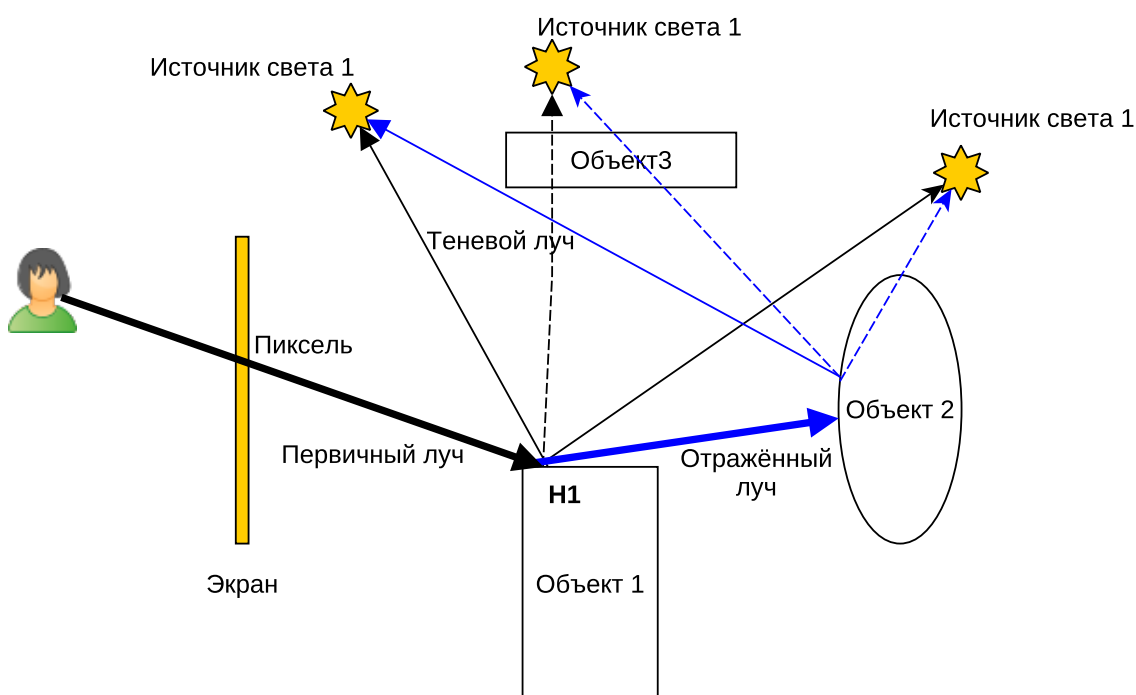 Источник света 1
Источник света 1
Источник света 1
Объект3
Теневой луч
Пиксель
Объект 2
Первичный луч
Отражённый
луч
H1
Экран
Объект 1